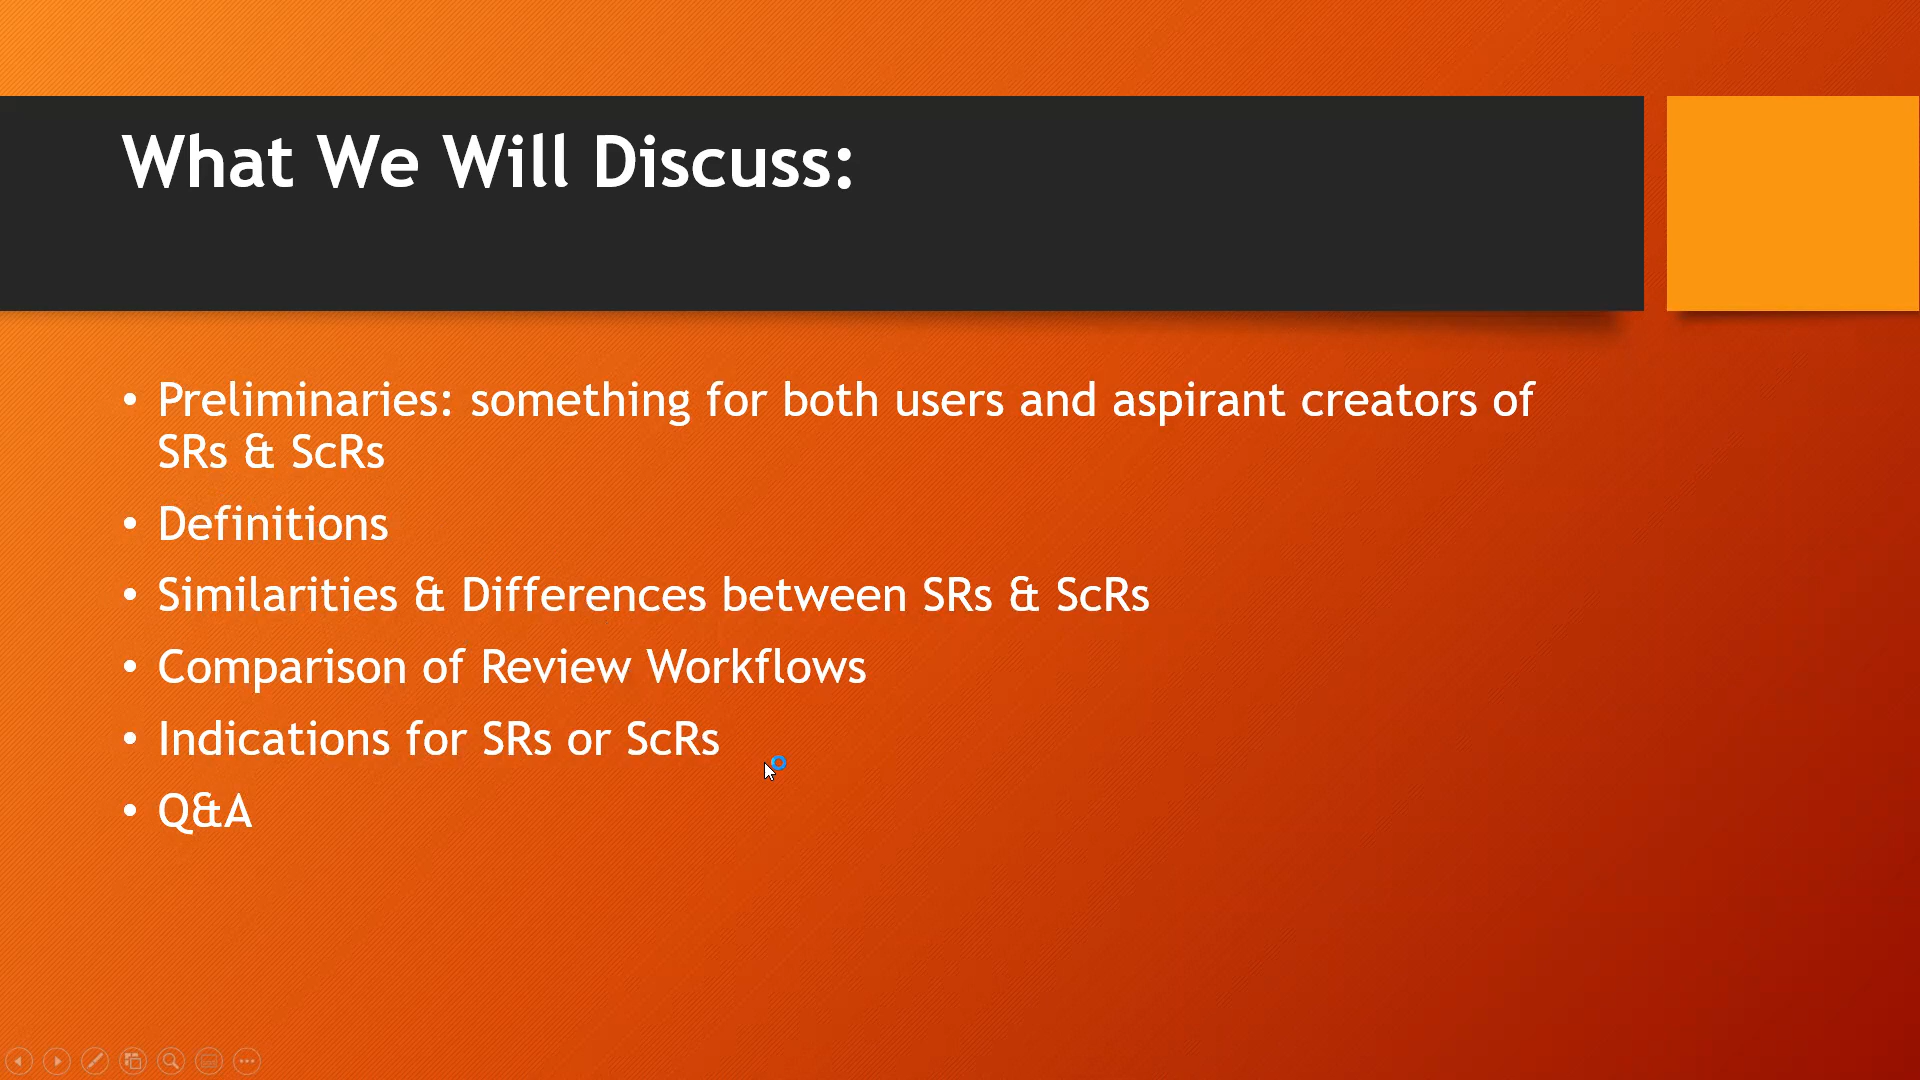 What We Will Discuss:
• Preliminaries: something for both users and aspirant creators of
SRs & ScRs
• Definitions
• Similarities & Differences between SRs & ScRs
• Comparison of Review Workflows
• Indications for SRs or ScRs
• Q&A